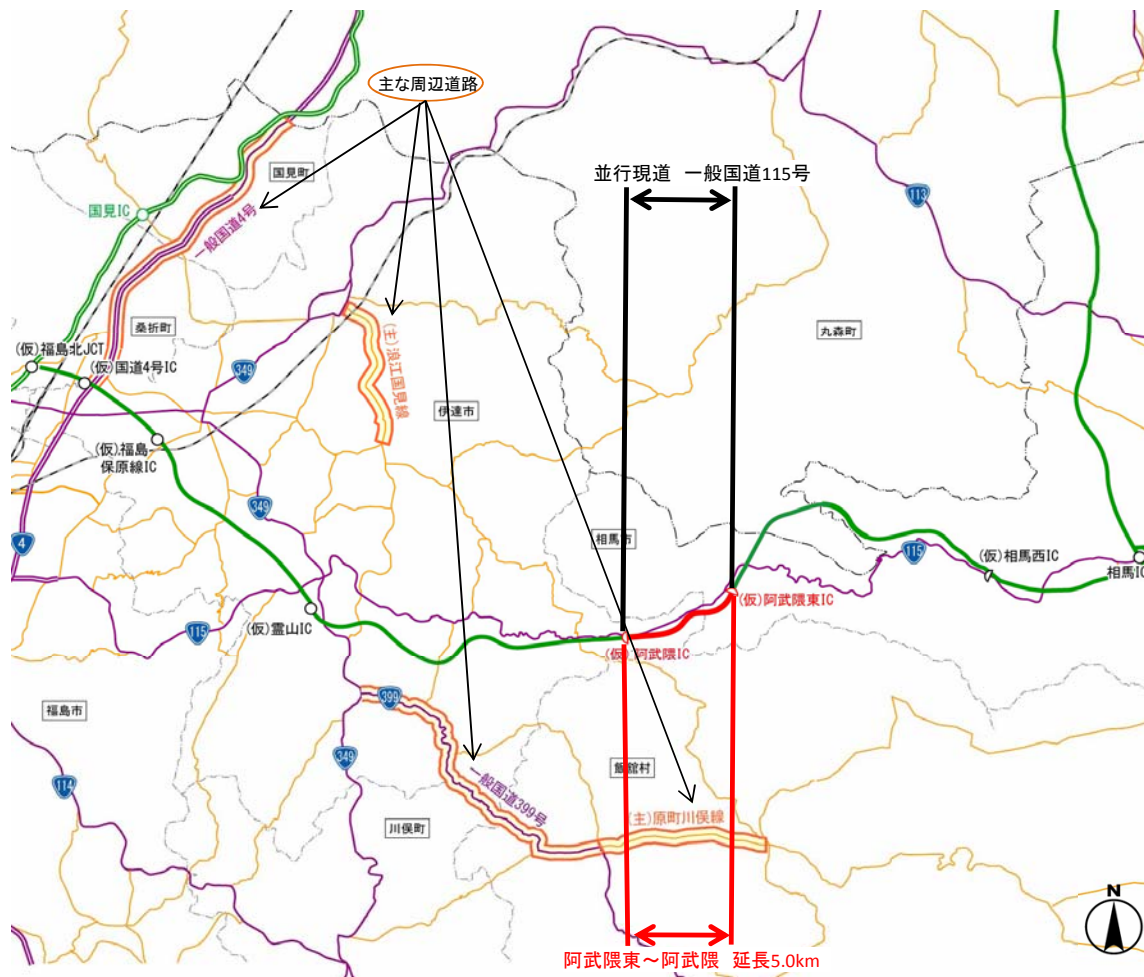 主な周辺道路
国見町
並行現道 一般国道115号
113
国見IC
一般国道4号
桑折町
丸森町
(仮)福島北JCT
(仮)国道4号IC
349
(主)浪江国見線
伊達市
(仮)福島
保原線IC
349
4
相馬市
115
(仮)相馬西IC
相馬IC
(仮)阿武隈東IC
(仮)霊山IC
115
(仮)阿武隈IC
399
福島市
349
114
一般国道399号
飯舘村
(主)原町川俣線
川俣町
N
阿武隈東~阿武隈 延長5.0km